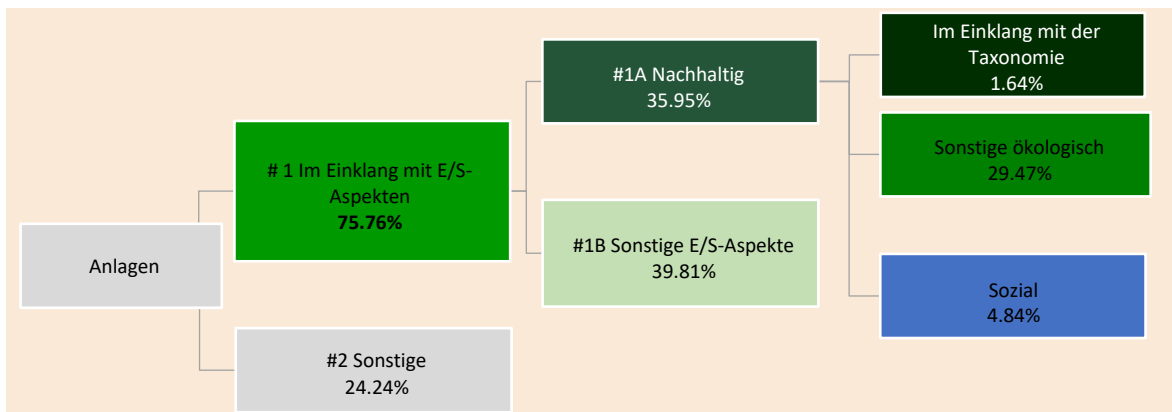 Anlagen
# 1 Im Einklang mit E/S-
Aspekten
75.76%
#2 Sonstige
24.24%
#1A Nachhaltig
35.95%
#1B Sonstige E/S-Aspekte
39.81%
Im Einklang mit der
Taxonomie
1.64%
Sonstige ökologisch
29.47%
Sozial
4.84%